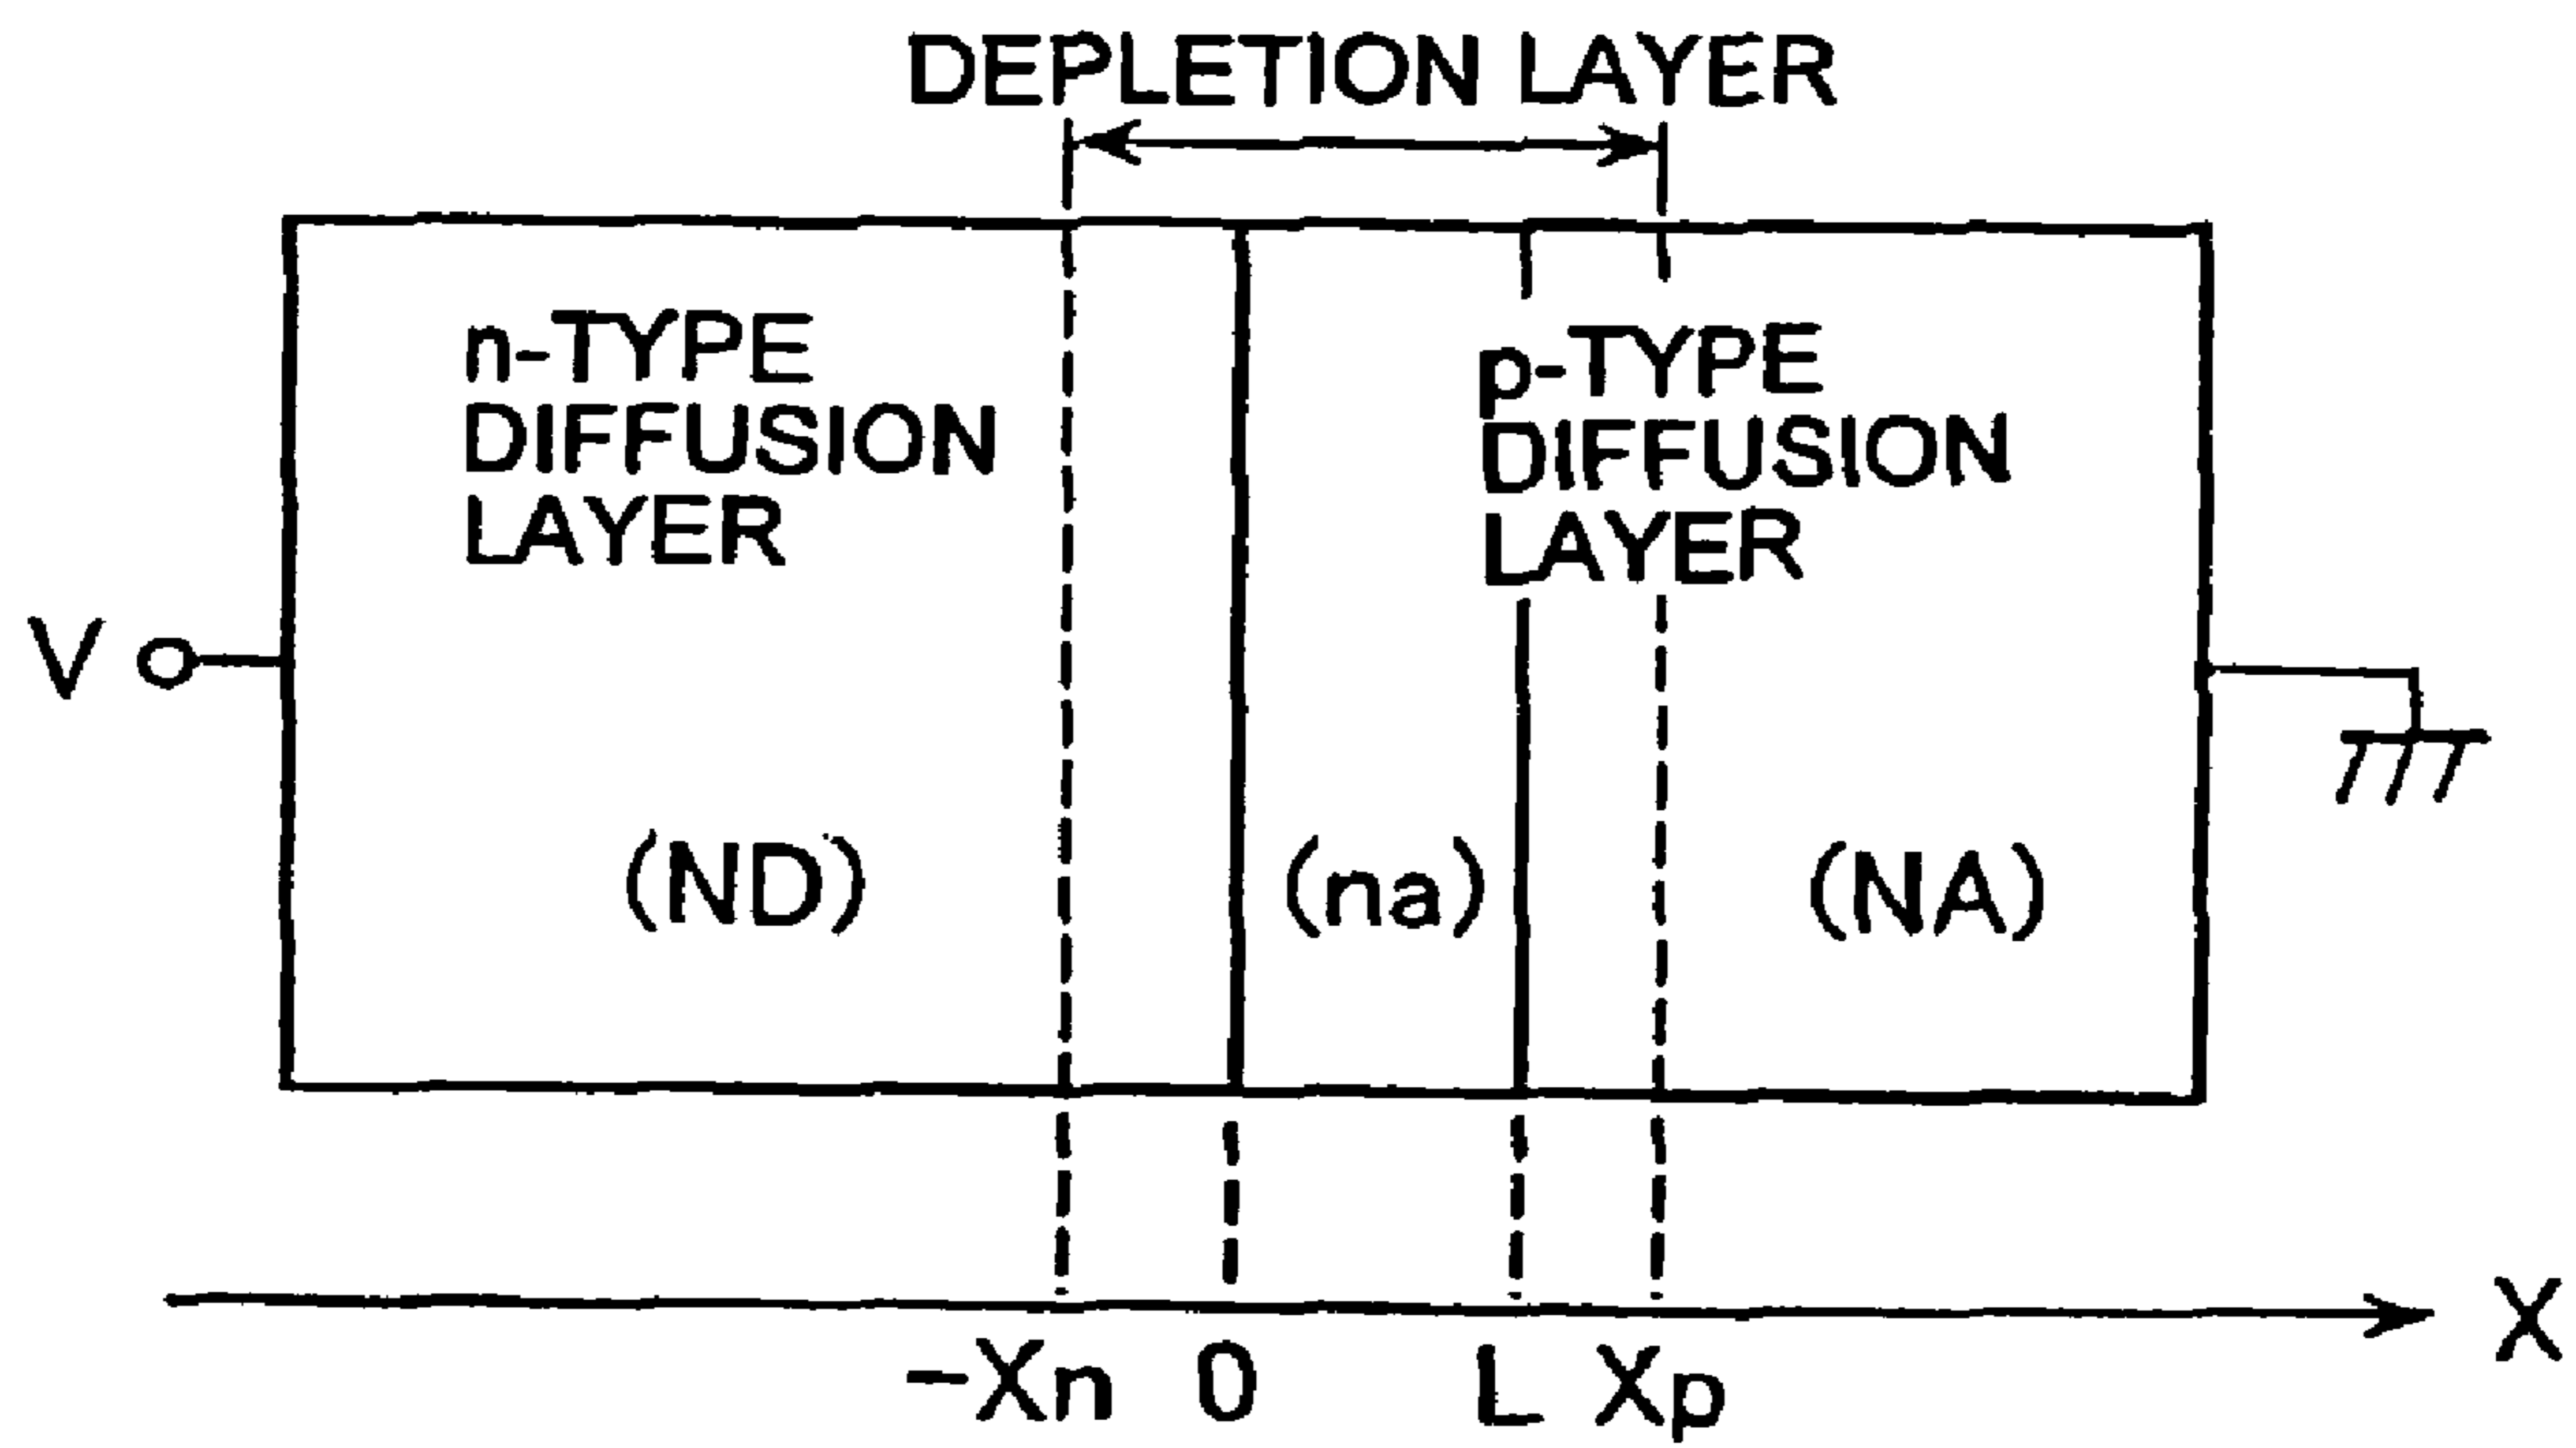 DEPLETION LAYER
n-TYPE
DIFFUSION
LAYER
p-TYPE
DIFFUSION
LAYER
V
(ND)
(na)
(NA)
-Xn
0
L
Xp
X